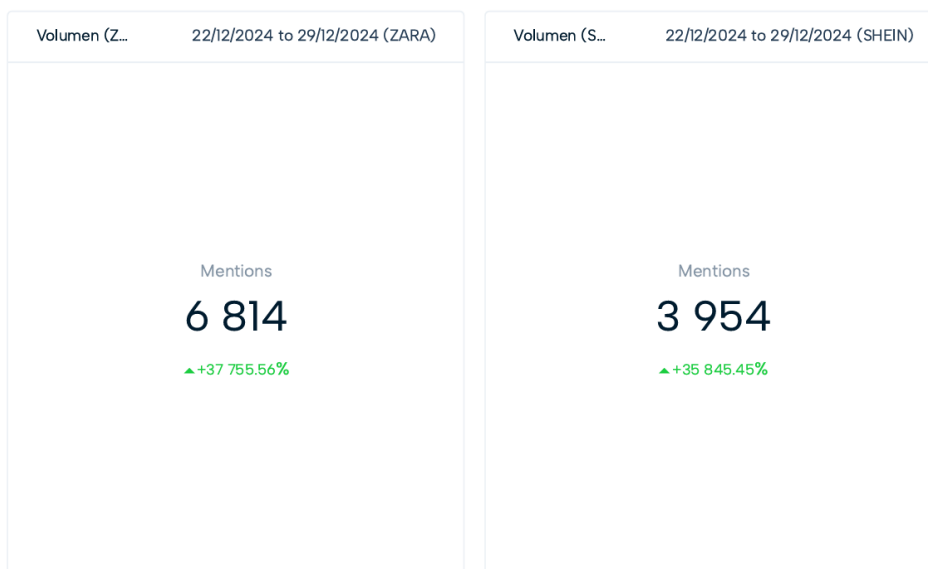 Volumen (Z... 22/12/2024 to 29/12/2024 (ZARA)
Mentions
6 814
+37 755.56%
Volumen (S... 22/12/2024 to 29/12/2024 (SHEIN)
Mentions
3 954
+35 845.45%